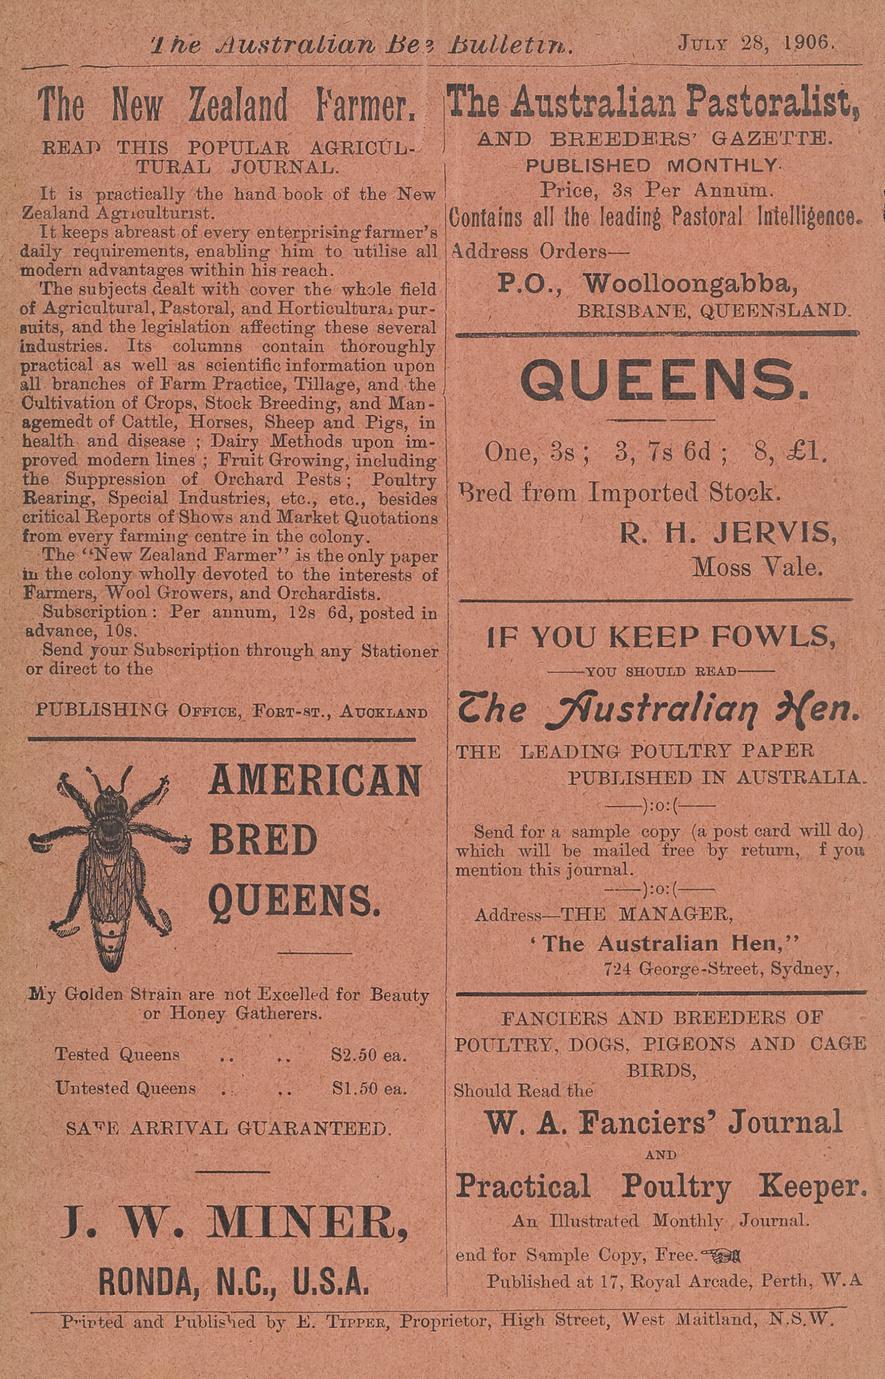 The Australian Bee Bulletin. JULY 28, 1906.
The New Zealand Farmer.
READ THIS POPULAR AGRICUL-
TURAL JOURNAL.
It is practically the hand book of the New
Zealand Agriculturist.
It keeps abreast of every enterprising farmer's
daily requirements, enabling him to utilise all
modern advantages within his reach.
The subjects dealt with cover the whole field
of Agricultural, Pastoral, and Horticultural pur-
suits, and the legislation affecting these several
industries. Its columns contain thoroughly
practical as well as scientific information upon
all branches of Farm Practice, Tillage, and the
Cultivation of Crops, Stock Breeding, and Man-
agemedt of Cattle, Horses, Sheep and Pigs, in
health and disease ; Dairy Methods upon im-
proved modern lines ; Fruit Growing, including
the Suppression of Orchard Pests ; Poultry
Rearing, Special Industries, etc., etc., besides
critical Reports of Shows and Market Quotations
from every farming centre in the colony.
The "New Zealand Farmer" is the only paper
in the colony wholly devoted to the interests of
Farmers, Wool Growers, and Orchardists.
Subscription : Per annum, 12s 6d, posted in
advance, 10s.
Send your Subscription through any Stationer
or direct to the
PUBLISHING OFFICE, FORT-ST., AUCKLAND
AMERICAN
BRED
QUEENS.
My Golden Strain are not Excelled for Beauty
or Honey Gatherers.
Tested Queens .. .. $2.50 ea.
Untested Queens .. .. $1.50 ea.
SAFE ARRIVAL GUARANTEED.
J. W. MINER,
RONDA, N.C., U.S.A.
The Australian Pastoralist,
AND BREEDERS' GAZETTE.
PUBLISHED MONTHLY.
Price, 3s Per Annum.
Contains all the leading Pastoral Intelligence.
Address Orders—
P.O., Woolloongabba,
BRISBANE, QUEENSLAND.
QUEENS.
One, 3s ; 3, 7s 6d ; 8, £1.
Bred from Imported Stock.
R. H. JERVIS,
Moss Vale.
IF YOU KEEP FOWLS,
——YOU SHOULD READ——
The Australian Hen.
THE LEADING POULTRY PAPER
PUBLISHED IN AUSTRALIA.
——):o:(——
Send for a sample copy (a post card will do)
which will be mailed free by return, f you
mention this journal.
——):o:(——
Address—THE MANAGER,
' The Australian Hen,"
724 George-Street, Sydney,
FANCIERS AND BREEDERS OF
POULTRY, DOGS, PIGEONS AND CAGE
BIRDS,
Should Read the
W. A. Fanciers' Journal
AND
Practical Poultry Keeper.
An Illustrated Monthly Journal.
end for Sample Copy, Free.
Published at 17, Royal Arcade, Perth, W.A
Printed and Published by E. TIPPER, Proprietor, High Street, West Maitland, N.S.W.